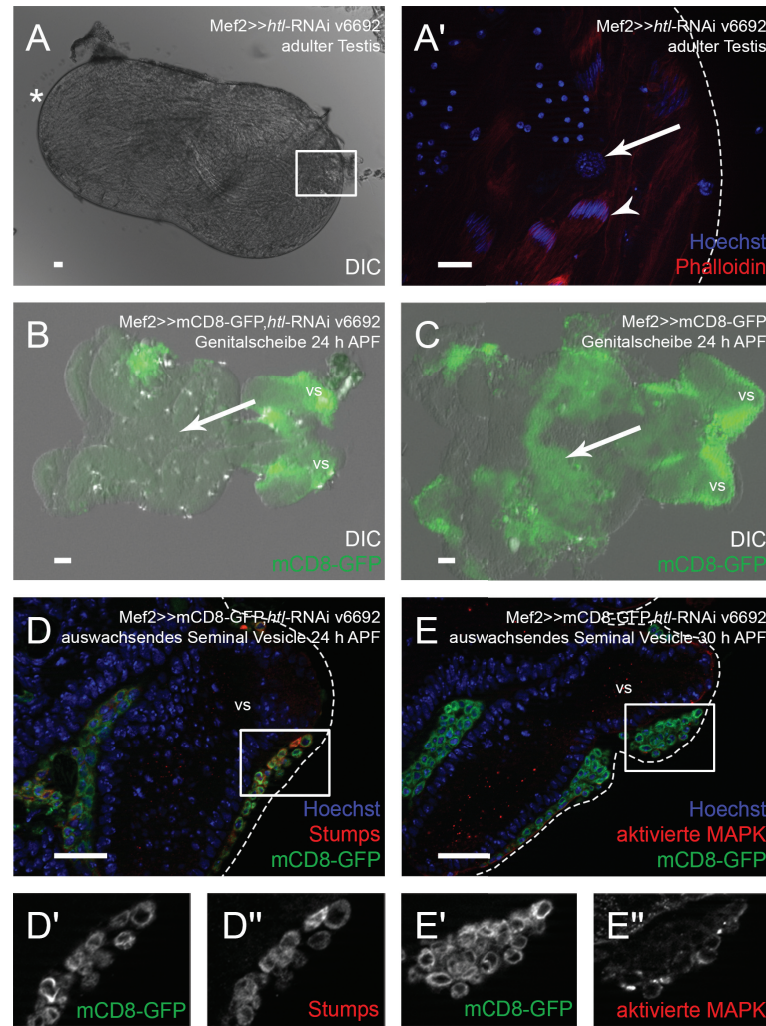 A
Mef2>>htl-RNAi v6692
adulter Testis
*
DIC
A'
Mef2>>htl-RNAi v6692
adulter Testis
Hoechst
Phalloidin
B
Mef2>>mCD8-GFP,htl-RNAi v6692
Genitalscheibe 24 h APF
vs
vs
DIC
mCD8-GFP
C
Mef2>>mCD8-GFP
Genitalscheibe 24 h APF
vs
vs
DIC
mCD8-GFP
D
Mef2>>mCD8-GFP,htl-RNAi v6692
auswachsendes Seminal Vesicle 24 h APF
vs
Hoechst
Stumps
mCD8-GFP
E
Mef2>>mCD8-GFP,htl-RNAi v6692
auswachsendes Seminal Vesicle 30 h APF
vs
Hoechst
aktivierte MAPK
mCD8-GFP
D'
mCD8-GFP
D''
Stumps
E'
mCD8-GFP
E''
aktivierte MAPK